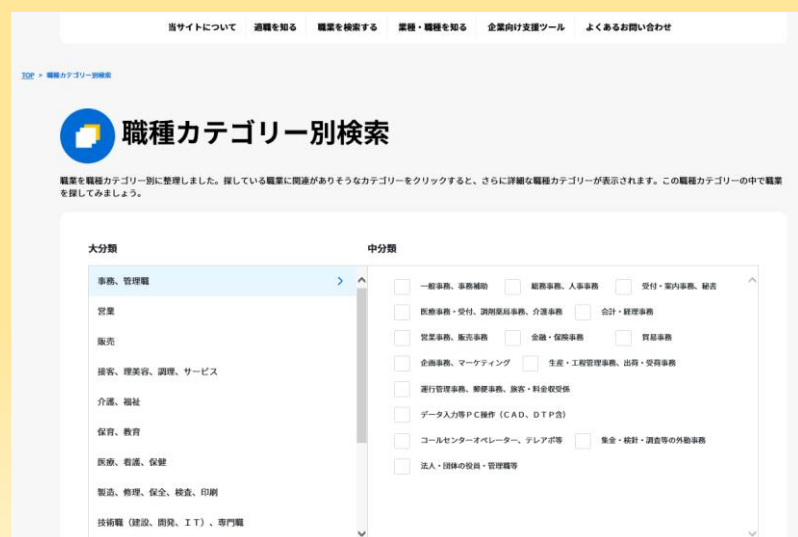 当サイトについて 適職を知る 職業を検索する 業種・職種を知る 企業向け支援ツール よくあるお問い合わせ
TOP > 職種カテゴリー別検索
職種カテゴリー別検索
職業を職種カテゴリー別に整理しました。探している職業に関連がありそうなカテゴリーをクリックすると、さらに詳細な職種カテゴリーが表示されます。この職種カテゴリーの中で職業
を探してみましょう。
大分類
事務、管理職
営業
販売
接客、理美容、調理、サービス
介護、福祉
保育、教育
医療、看護、保健
製造、修理、保全、検査、印刷
技術職（建設、開発、ＩＴ）、専門職
中分類
一般事務、事務補助 総務事務、人事事務 受付・案内事務、秘書
医療事務・受付、調剤薬局事務、介護事務 会計・経理事務
営業事務、販売事務 金融・保険事務 貿易事務
企画事務、マーケティング 生産・工程管理事務、出荷・受荷事務
運行管理事務、郵便事務、旅客・料金収受係
データ入力等ＰＣ操作（ＣＡＤ、ＤＴＰ含）
コールセンターオペレーター、テレアポ等 集金・検針・調査等の外勤事務
法人・団体の役員・管理職等